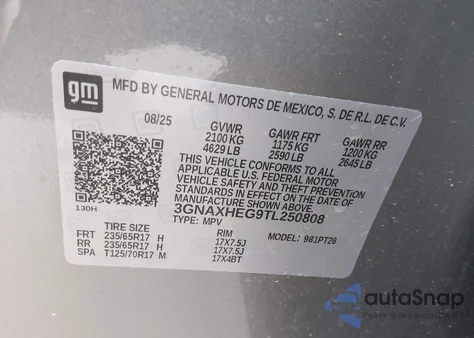 gm
MFD BY GENERAL MOTORS DE MEXICO, S. DE R.L. DE C.V.
08/25 GVWR GAWR FRT GAWR RR
2100 KG 1175 KG 1200 KG
4629 LB 2590 LB 2645 LB
THIS VEHICLE CONFORMS TO ALL
APPLICABLE U.S. FEDERAL MOTOR
VEHICLE SAFETY AND THEFT PREVENTION
STANDARDS IN EFFECT ON THE DATE OF
MANUFACTURE SHOWN ABOVE.
3GNAXHEG9TL250808
130H TYPE: MPV MODEL: 981PT26
TIRE SIZE RIM
FRT 235/65R17 H 17X7.5J
RR 235/65R17 H 17X7.5J
SPA T125/70R17 M 17X4BT
autoSnap